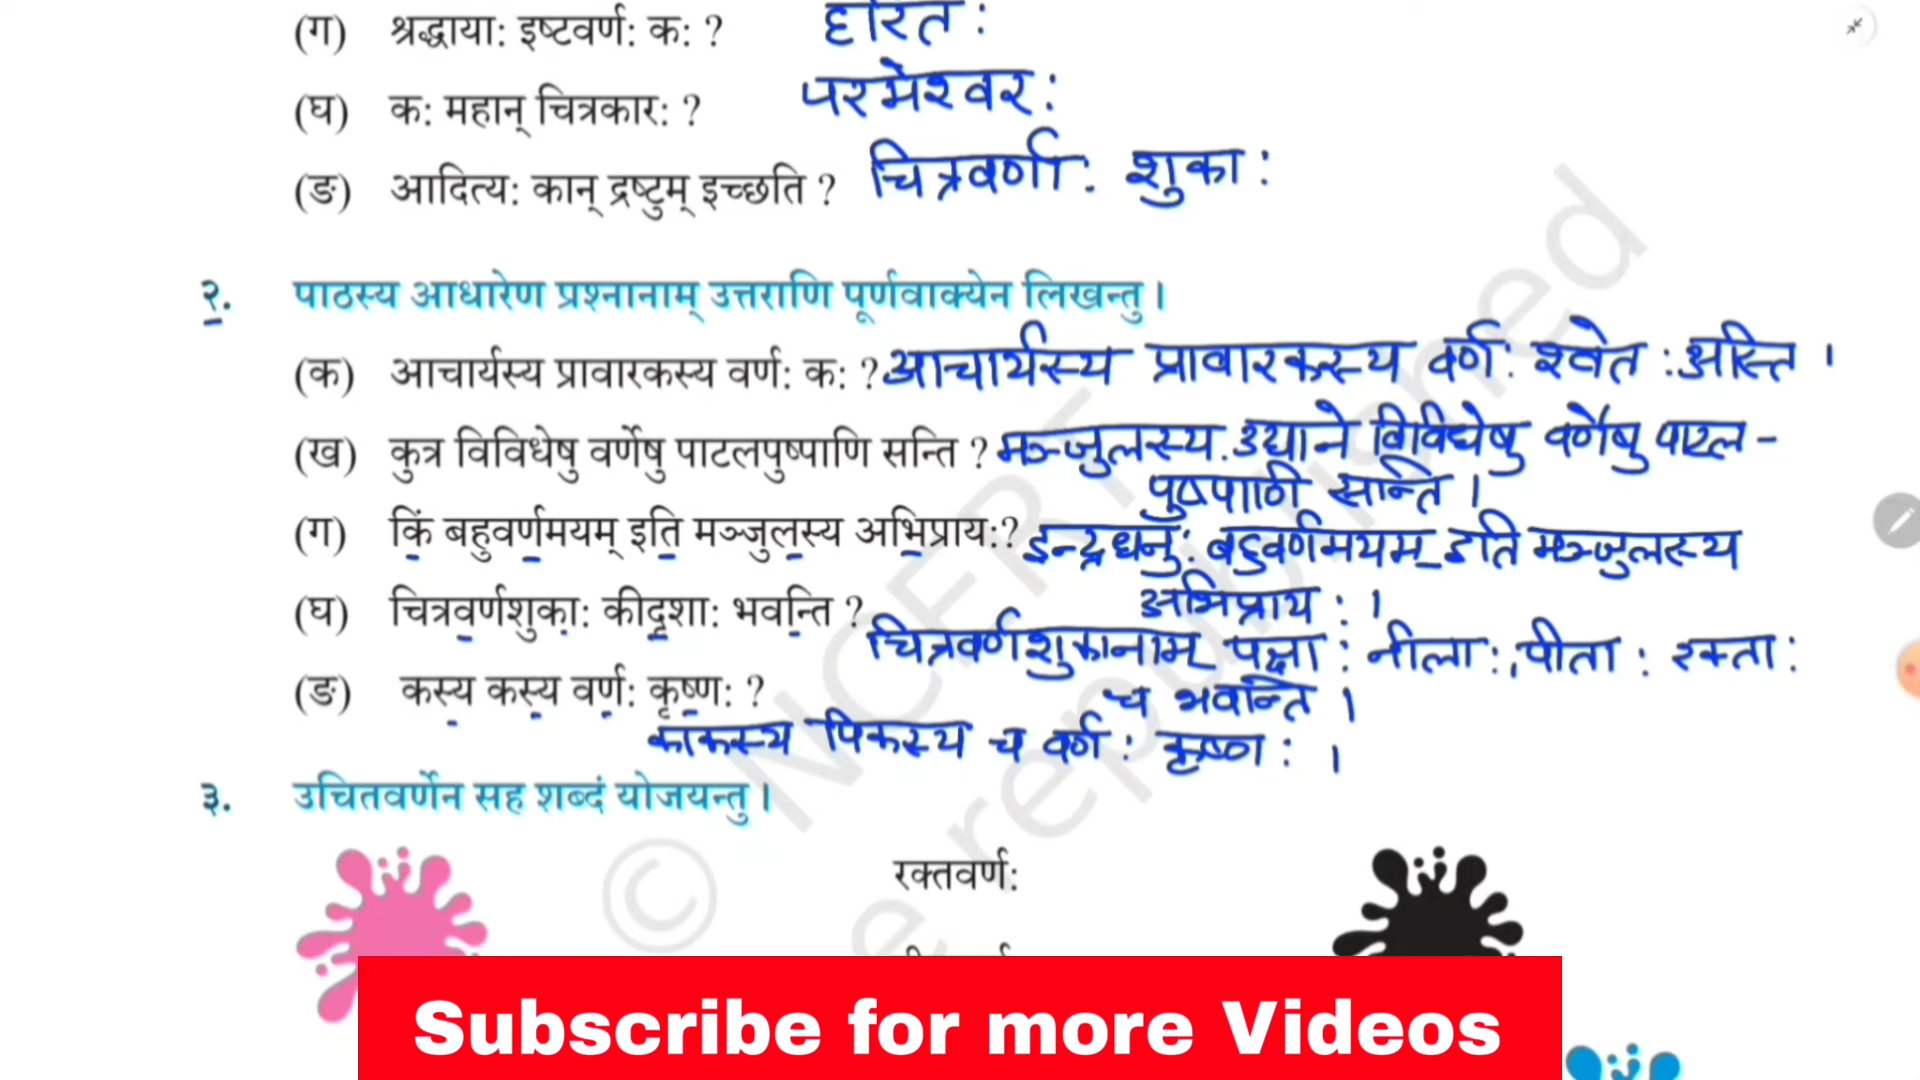 (ग) श्रद्धायाः इष्टवर्णः कः ? हरितः
(घ) कः महान् चित्रकारः ? परमेश्वरः
(ङ) आदित्यः कान् द्रष्टुम् इच्छति ? चित्रवर्णाः शुकाः
२. पाठस्य आधारेण प्रश्नानाम् उत्तराणि पूर्णवाक्येन लिखन्तु ।
(क) आचार्यस्य प्रावारकस्य वर्णः कः ? आचार्यस्य प्रावारकस्य वर्णः श्वेतः अस्ति ।
(ख) कुत्र विविधेषु वर्णेषु पाटलपुष्पाणि सन्ति ? मञ्जुलस्य उद्याने विविधेषु वर्णेषु पाटल -
पुष्पाणि सन्ति ।
(ग) किं बहुवर्णमयम् इति मञ्जुलस्य अभिप्रायः? इन्द्रधनुः बहुवर्णमयम् इति मञ्जुलस्य
अभिप्रायः ।
(घ) चित्रवर्णशुकाः कीदृशाः भवन्ति ? चित्रवर्णशुकानाम् पक्षाः नीलाः, पीताः रक्ताः
च भवन्ति ।
(ङ) कस्य कस्य वर्णः कृष्णः ?
काकस्य पिकस्य च वर्णः कृष्णः ।
३. उचितवर्णेन सह शब्दं योजयन्तु ।
रक्तवर्णः
© NCERT
e republished
Subscribe for more Videos